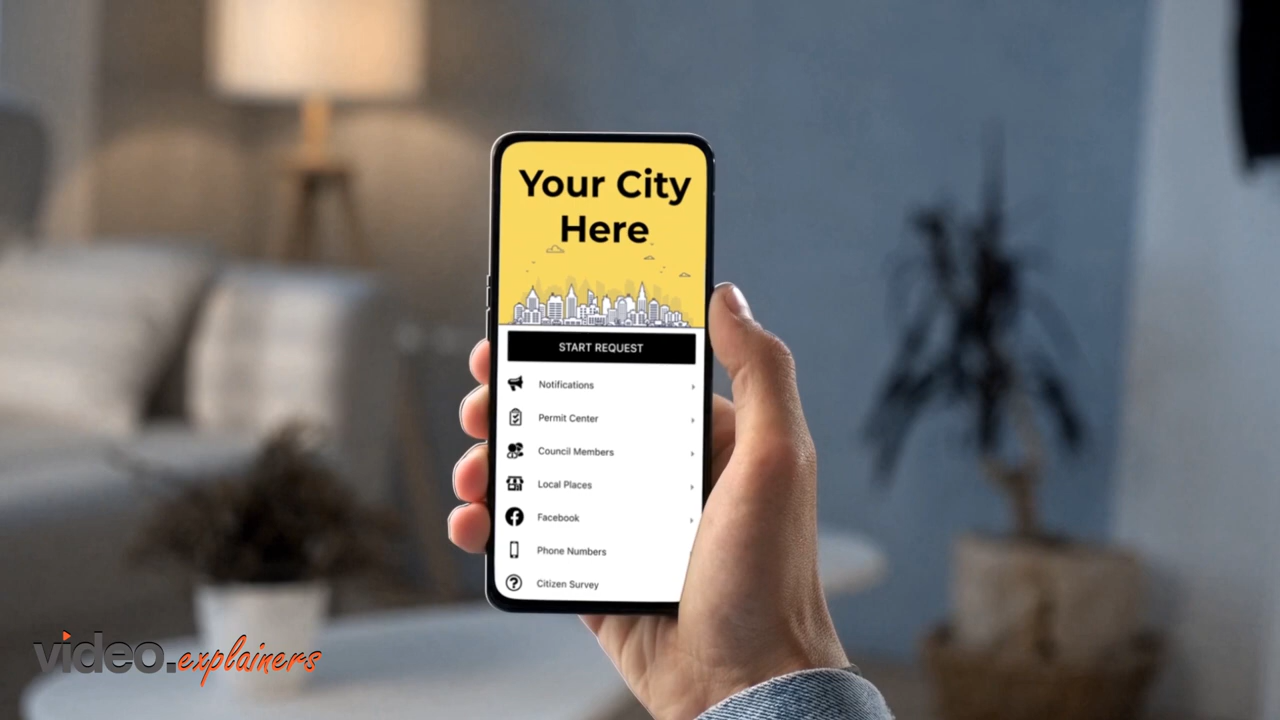 Your City
Here
START REQUEST
Notifications
Permit Center
Council Members
Local Places
Facebook
Phone Numbers
Citizen Survey
video.explainers